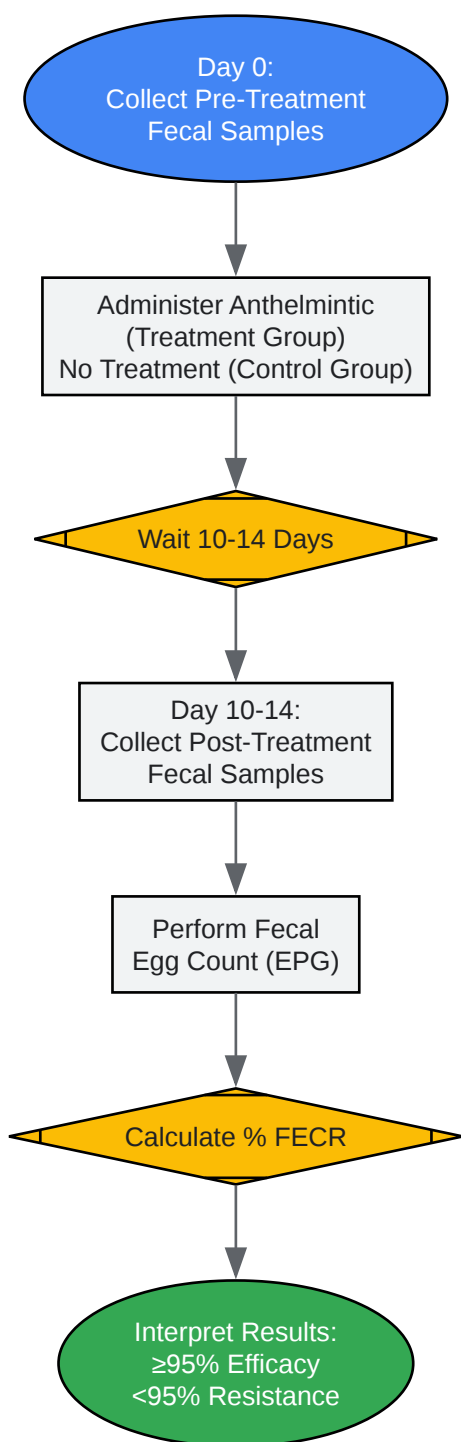 Day 0:
Collect Pre-Treatment
Fecal Samples
Administer Anthelmintic
(Treatment Group)
No Treatment (Control Group)
Wait 10-14 Days
Day 10-14:
Collect Post-Treatment
Fecal Samples
Perform Fecal
Egg Count (EPG)
Calculate % FECR
Interpret Results:
≥95% Efficacy
<95% Resistance